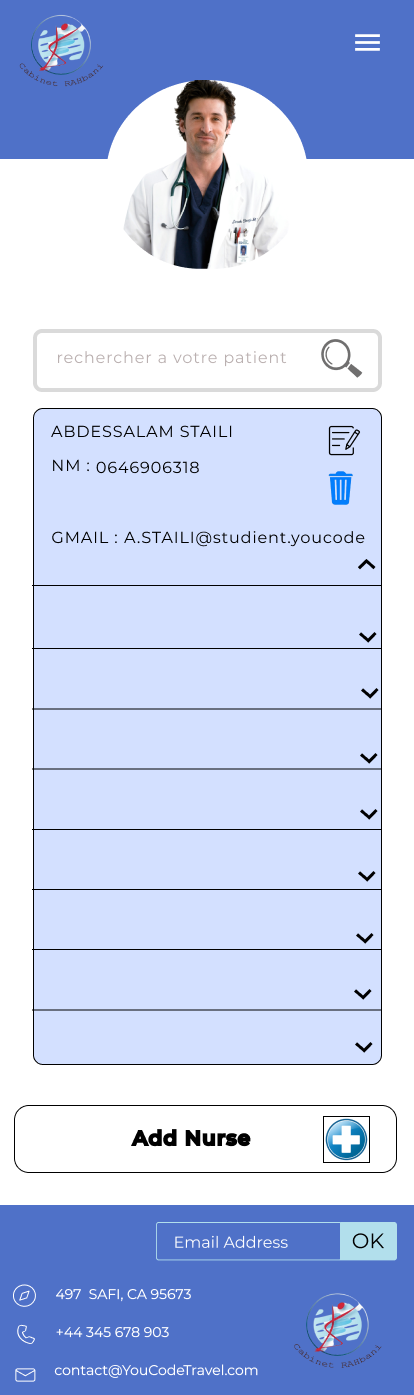 Cabinet RAHbani
rechercher a votre patient
ABDESSALAM STAILI
NM : 0646906318
GMAIL : A.STAILI@studient.youcode
Add Nurse
Email Address OK
497 SAFI, CA 95673
+44 345 678 903
contact@YouCodeTravel.com
Cabinet RAHbani